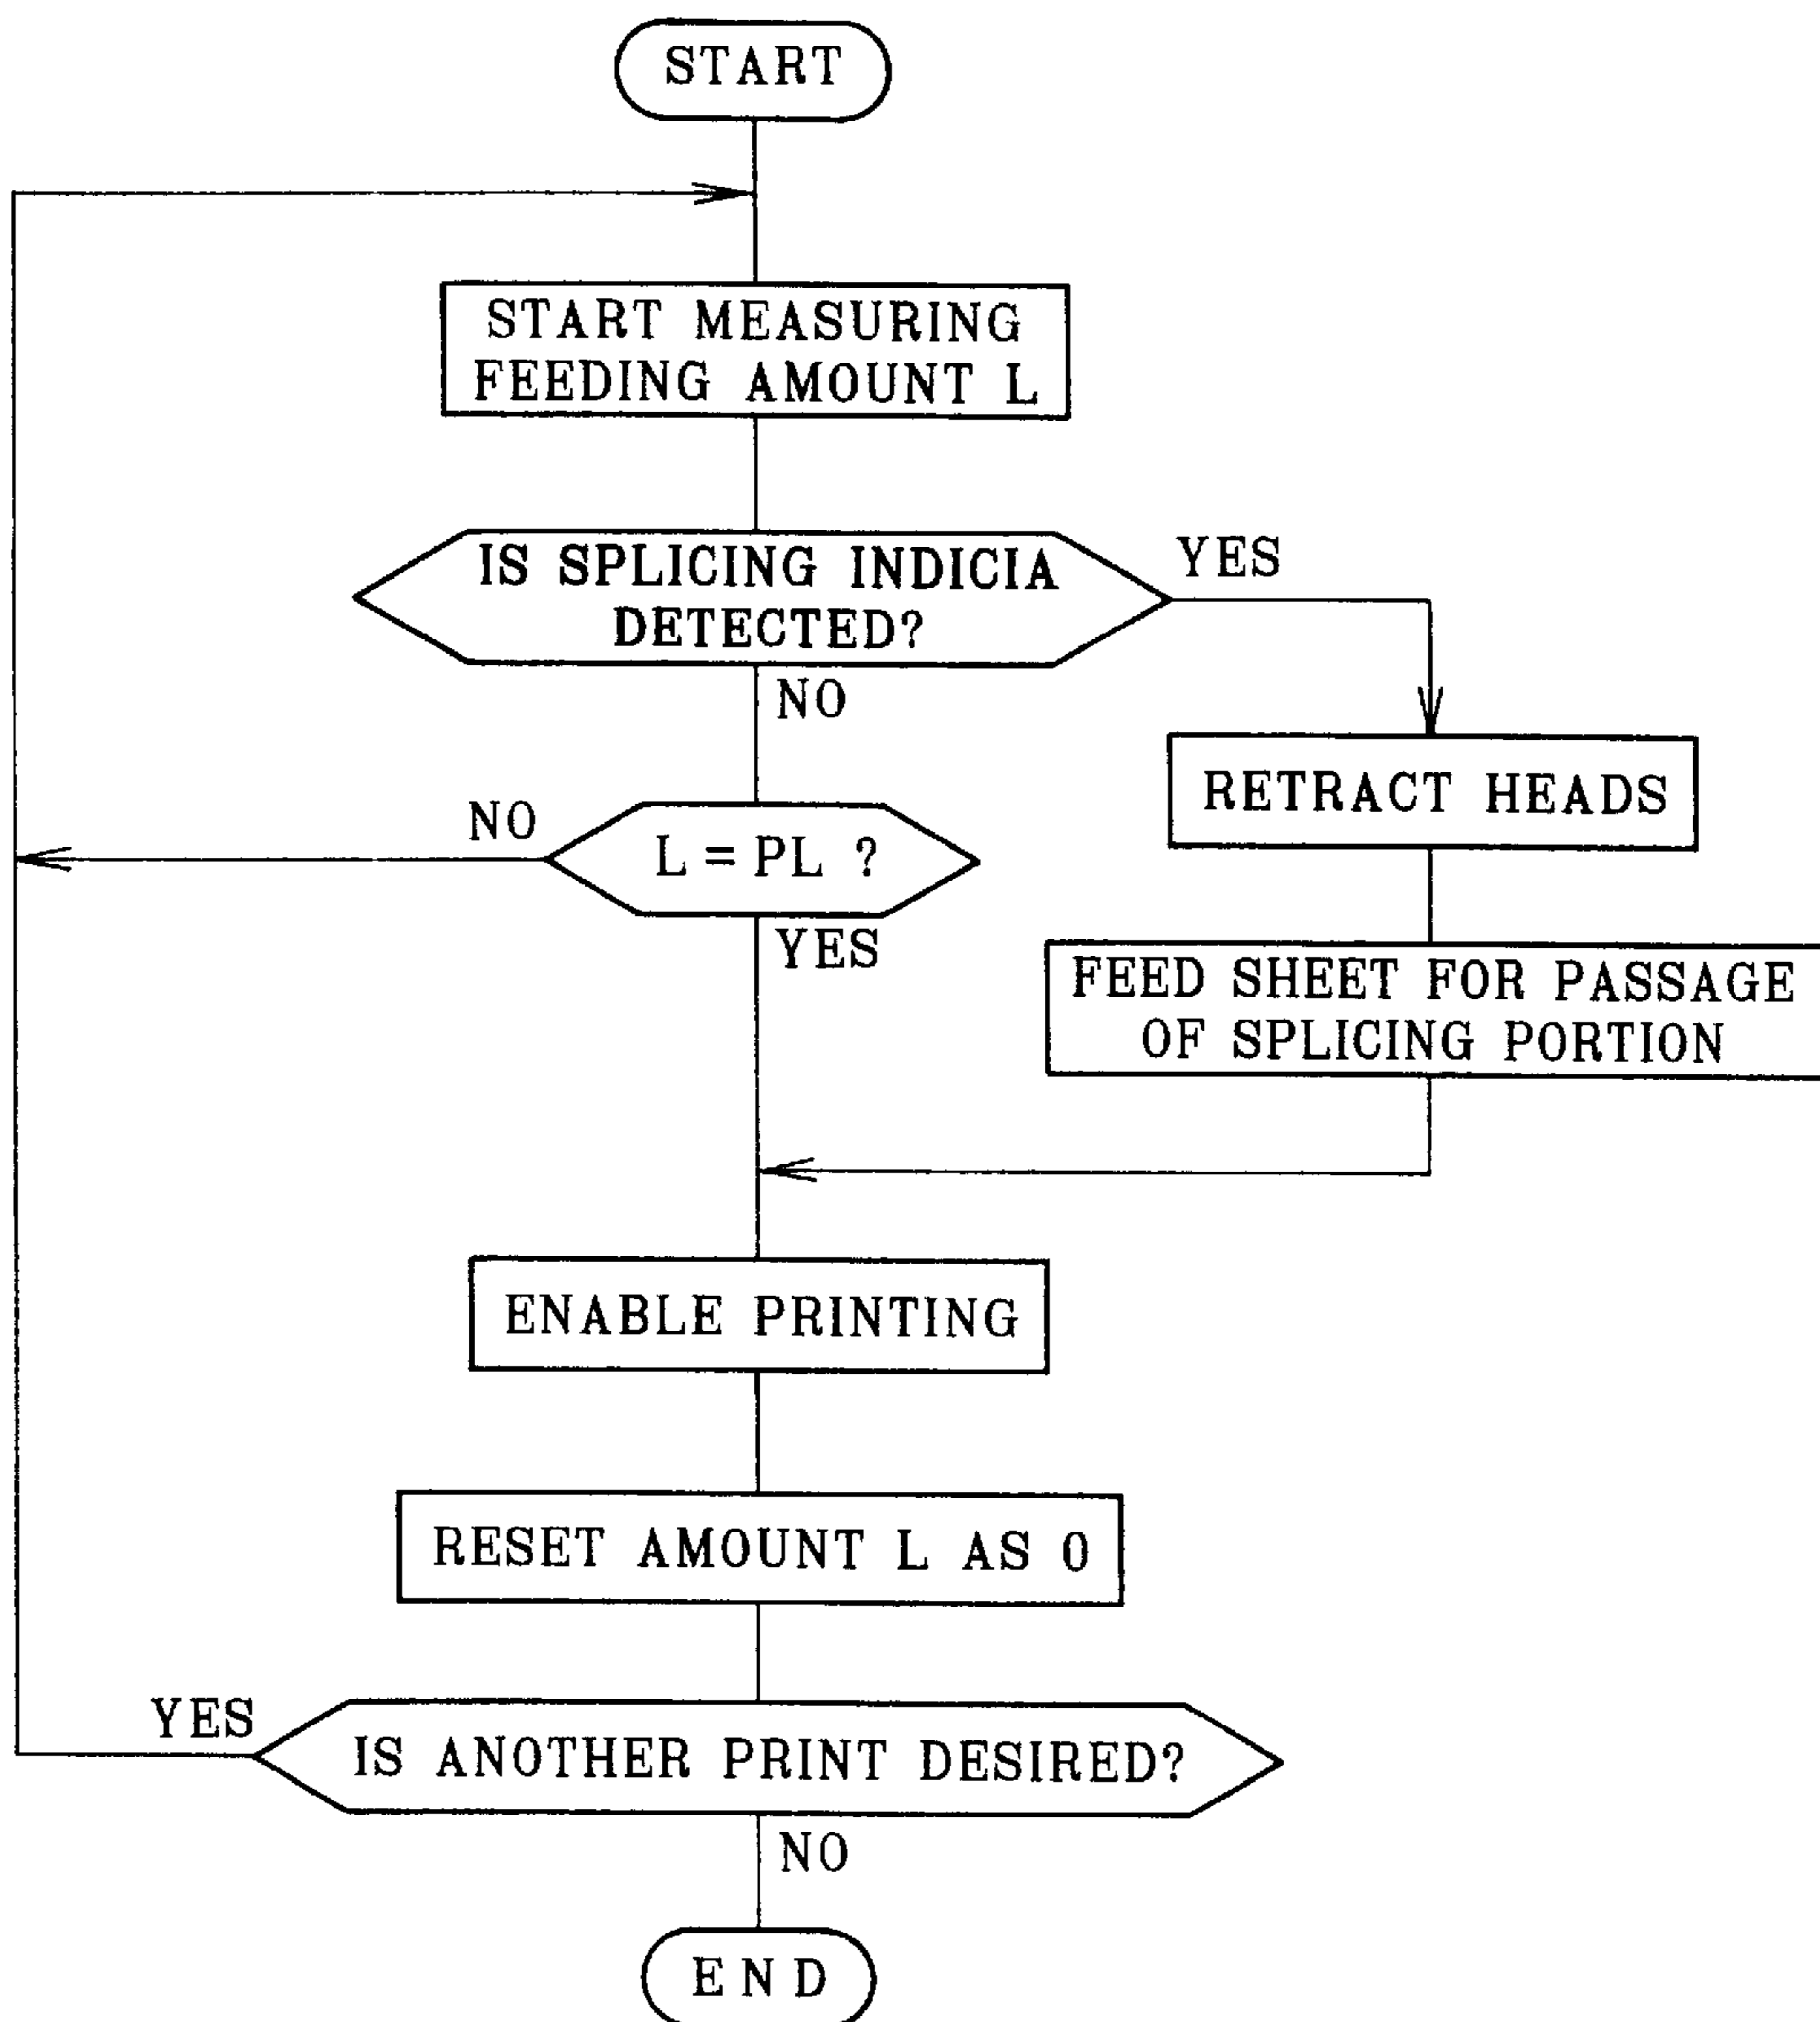 START
START MEASURING
FEEDING AMOUNT L
IS SPLICING INDICIA
DETECTED?
YES
NO
RETRACT HEADS
NO
L = PL ?
YES
FEED SHEET FOR PASSAGE
OF SPLICING PORTION
ENABLE PRINTING
RESET AMOUNT L AS 0
YES
IS ANOTHER PRINT DESIRED?
NO
END